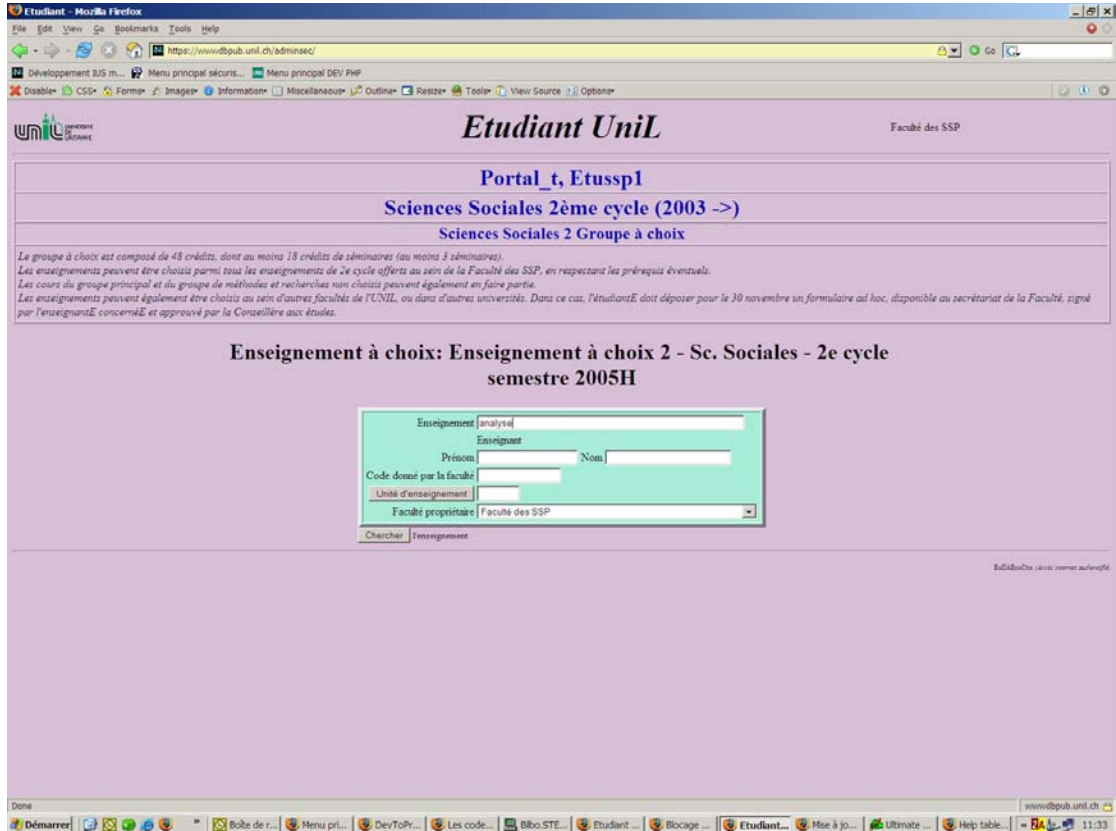 Etudiant - Mozilla Firefox
File Edit View Go Bookmarks Tools Help
https://wwwdbpub.unil.ch/adminsec/ Go
Développement IUS m... Menu principal sécuris... Menu principal DEV PHP
Disable CSS Forms Images Information Miscellaneous Outline Resize Tools View Source Options
UNIL UNIVERSITÉ DE LAUSANNE
Etudiant UniL
Faculté des SSP
Portal_t, Etussp1
Sciences Sociales 2ème cycle (2003 ->)
Sciences Sociales 2 Groupe à choix
Le groupe à choix est composé de 48 crédits, dont au moins 18 crédits de séminaires (au moins 3 séminaires).
Les enseignements peuvent être choisis parmi tous les enseignements de 2e cycle offerts au sein de la Faculté des SSP, en respectant les prérequis éventuels.
Les cours du groupe principal et du groupe de méthodes et recherches non choisis peuvent également en faire partie.
Les enseignements peuvent également être choisis au sein d'autres facultés de l'UNIL, ou dans d'autres universités. Dans ce cas, l'étudiantE doit déposer pour le 30 novembre un formulaire ad hoc, disponible au secrétariat de la Faculté, signé
par l'enseignantE concernéE et approuvé par la Conseillère aux études.
Enseignement à choix: Enseignement à choix 2 - Sc. Sociales - 2e cycle
semestre 2005H
Enseignement analyse
Enseignant
Prénom Nom
Code donné par la faculté
Unité d'enseignement
Faculté propriétaire Faculté des SSP
Chercher l'enseignement
Done wwwdbpub.unil.ch
Démarrer Boîte de r... Menu pri... DevToPr... Les code... Bibo.STE... Etudiant ... Blocage ... Etudiant... Mise à jo... Ultimate ... Help table... 11:33